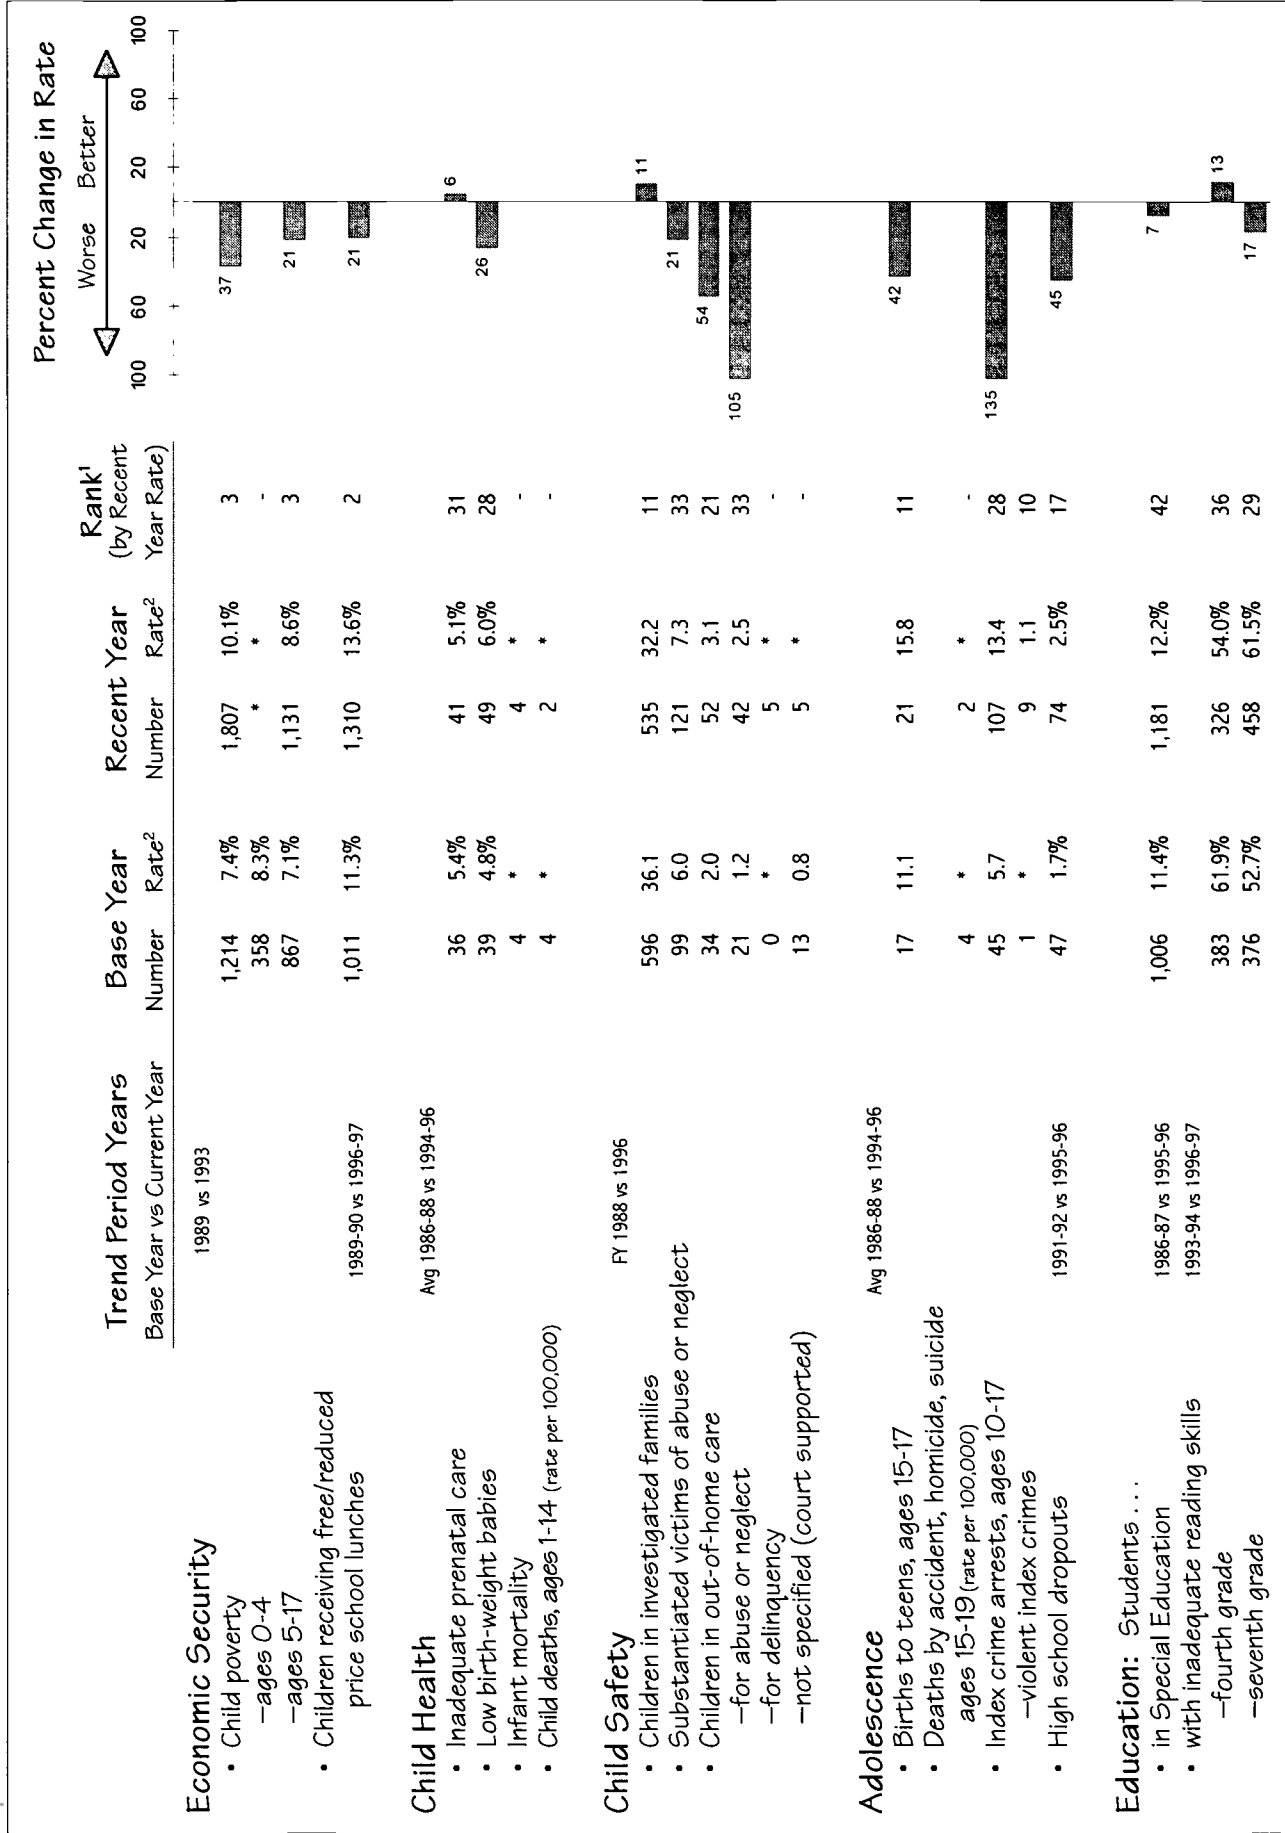 Percent Change in Rate
Worse Better
Trend Period Years Base Year Recent Year Rank¹
(by Recent
Base Year vs Current Year Number Rate² Number Rate² Year Rate) 100 60 20 20 60 100
Economic Security
1989 vs 1993
• Child poverty 1,214 7.4% 1,807 10.1% 3 37
–ages 0-4 358 8.3% * * -
–ages 5-17 867 7.1% 1,131 8.6% 3 21
• Children receiving free/reduced
price school lunches 1989-90 vs 1996-97 1,011 11.3% 1,310 13.6% 2 21
Child Health
Avg 1986-88 vs 1994-96
• Inadequate prenatal care 36 5.4% 41 5.1% 31 6
• Low birth-weight babies 39 4.8% 49 6.0% 28 26
• Infant mortality 4 * 4 * -
• Child deaths, ages 1-14 (rate per 100,000) 4 * 2 * -
Child Safety
FY 1988 vs 1996
• Children in investigated families 596 36.1 535 32.2 11 11
• Substantiated victims of abuse or neglect 99 6.0 121 7.3 33 21
• Children in out-of-home care 34 2.0 52 3.1 21 54
–for abuse or neglect 21 1.2 42 2.5 33 105
–for delinquency 0 * 5 * -
–not specified (court supported) 13 0.8 5 * -
Adolescence
Avg 1986-88 vs 1994-96
• Births to teens, ages 15-17 17 11.1 21 15.8 11 42
• Deaths by accident, homicide, suicide
ages 15-19 (rate per 100,000) 4 * 2 * -
• Index crime arrests, ages 10-17 45 5.7 107 13.4 28 135
–violent index crimes 1 * 9 1.1 10
• High school dropouts 1991-92 vs 1995-96 47 1.7% 74 2.5% 17 45
Education: Students ...
• in Special Education 1986-87 vs 1995-96 1,006 11.4% 1,181 12.2% 42 7
• with inadequate reading skills 1993-94 vs 1996-97
–fourth grade 383 61.9% 326 54.0% 36 13
–seventh grade 376 52.7% 458 61.5% 29 17